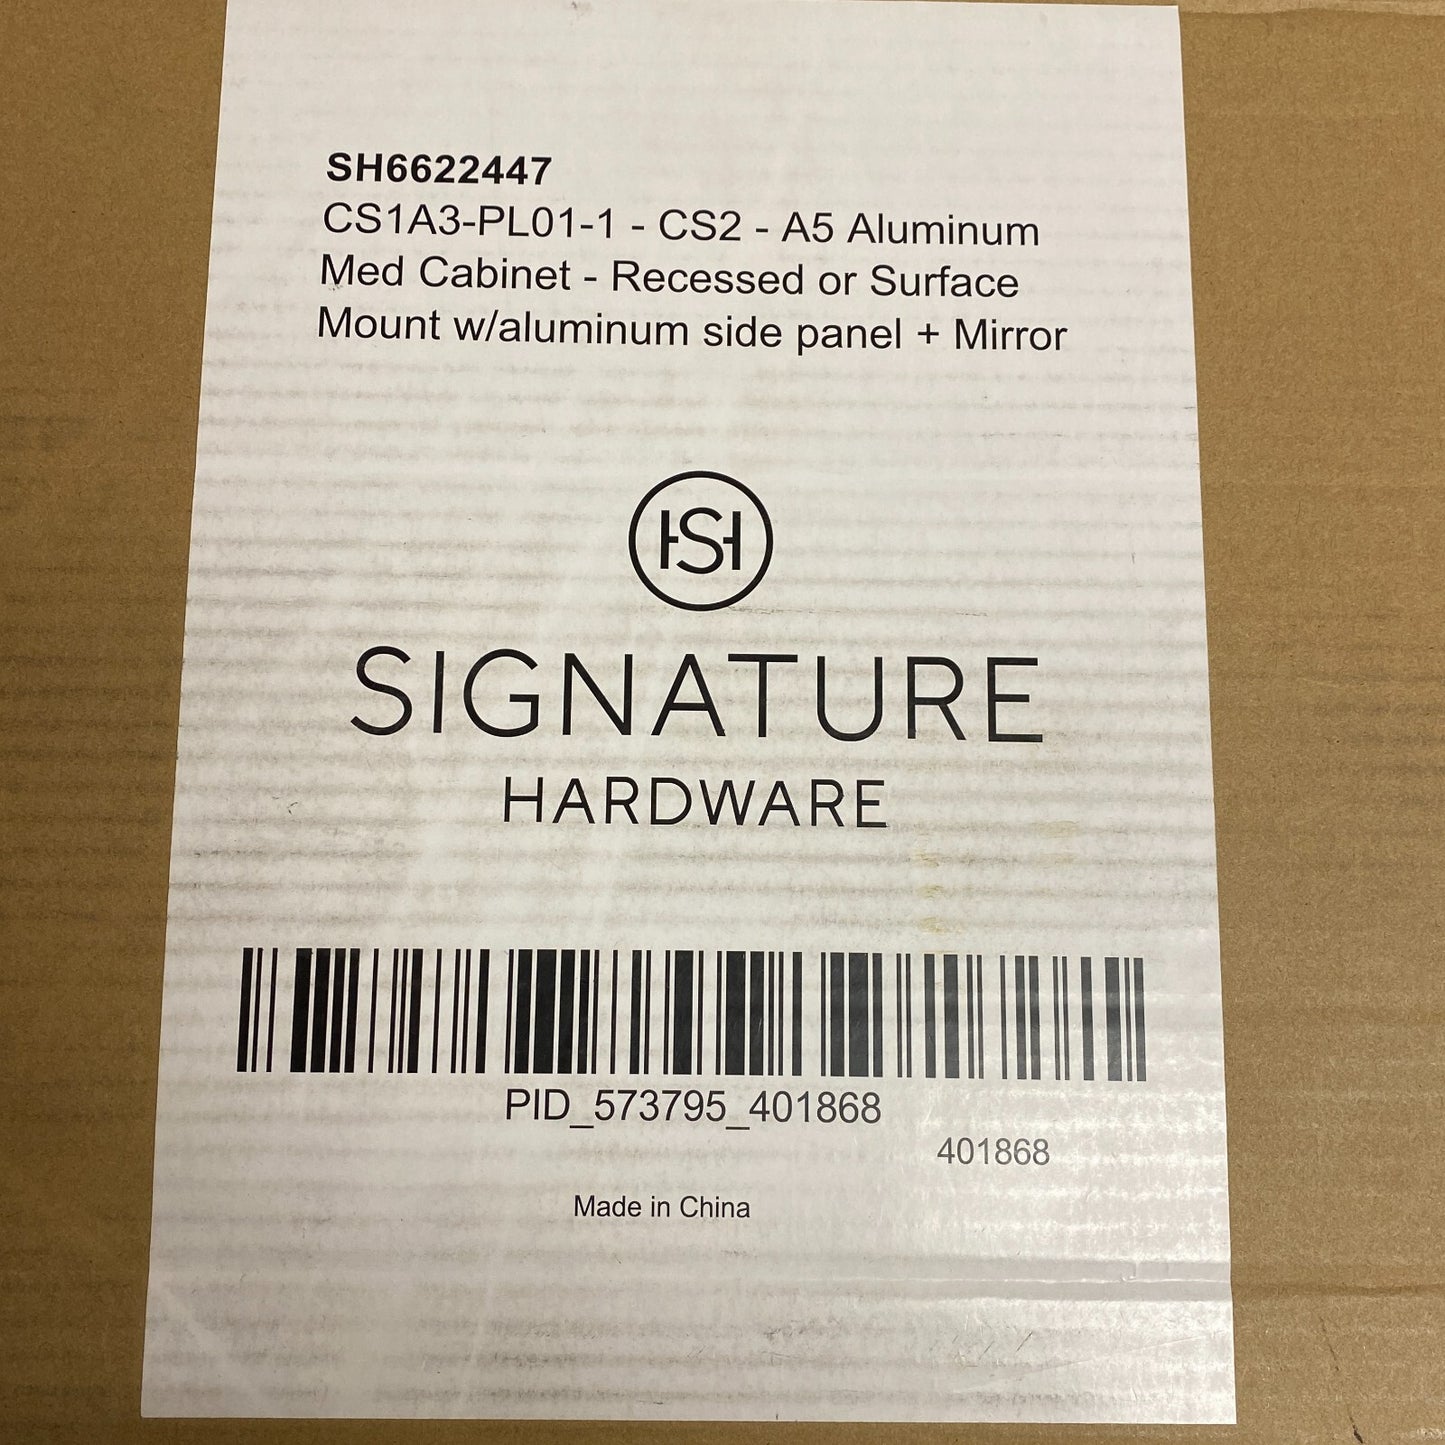 SH6622447
CS1A3-PL01-1 - CS2 - A5 Aluminum
Med Cabinet - Recessed or Surface
Mount w/aluminum side panel + Mirror
HSH
SIGNATURE
HARDWARE
PID_573795_401868
401868
Made in China